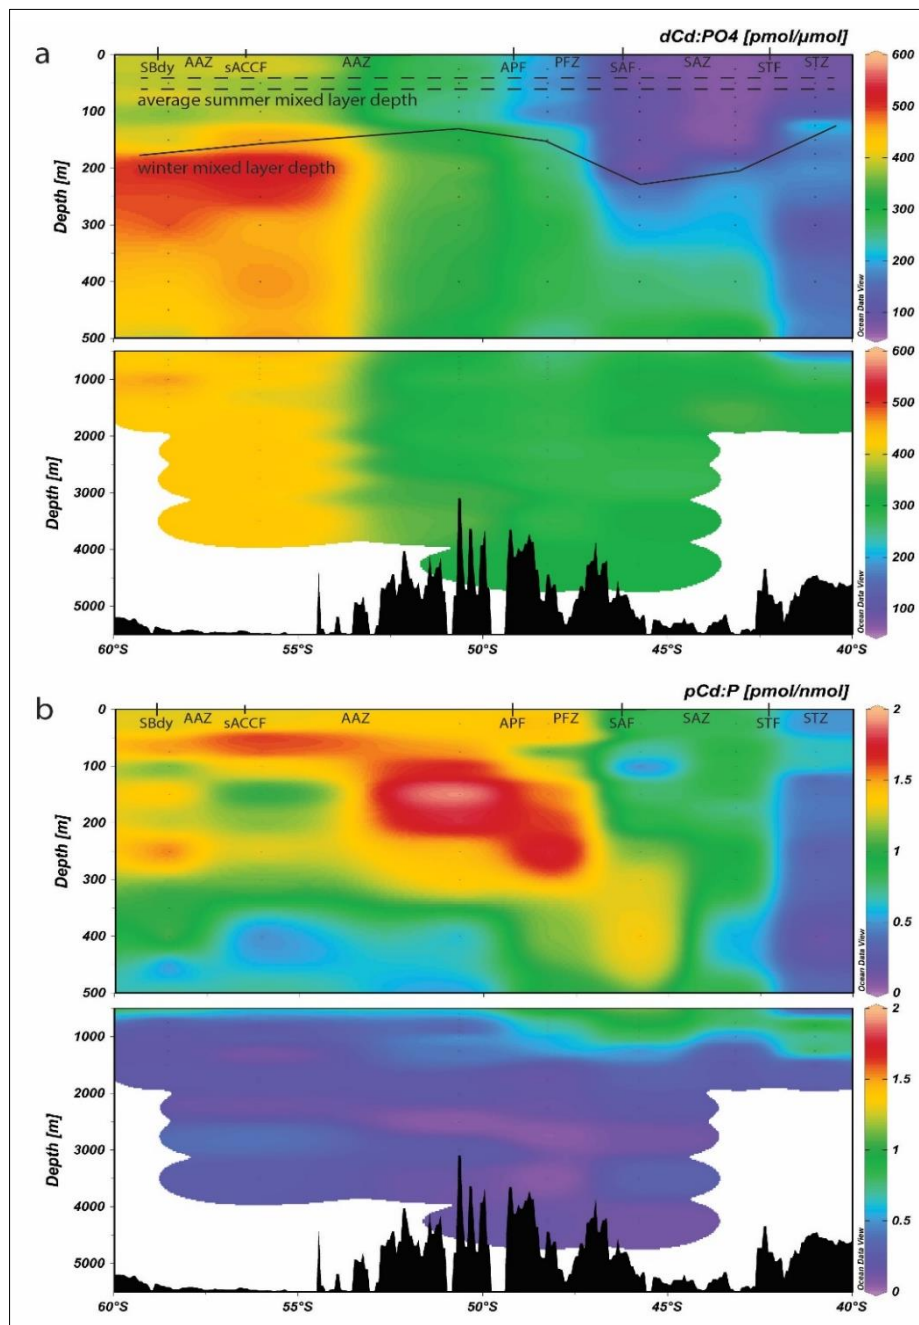 a
dCd:PO4 [pmol/µmol]
SBdy AAZ sACCF AAZ APF PFZ SAF SAZ STF STZ
average summer mixed layer depth
winter mixed layer depth
Depth [m]
0
100
200
300
400
500
Ocean Data View
600
500
400
300
200
100
Depth [m]
1000
2000
3000
4000
5000
60°S 55°S 50°S 45°S 40°S
Ocean Data View
600
500
400
300
200
100
b
pCd:P [pmol/nmol]
SBdy AAZ sACCF AAZ APF PFZ SAF SAZ STF STZ
Depth [m]
0
100
200
300
400
500
Ocean Data View
2
1.5
1
0.5
0
Depth [m]
1000
2000
3000
4000
5000
60°S 55°S 50°S 45°S 40°S
Ocean Data View
2
1.5
1
0.5
0